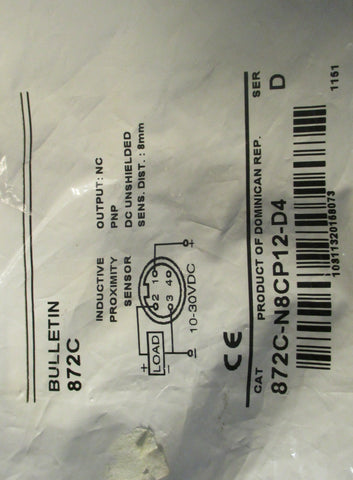 BULLETIN
872C
INDUCTIVE
PROXIMITY
SENSOR
OUTPUT: NC
PNP
DC UNSHIELDED
SENS. DIST. : 8mm
2 1
3 4
+
LOAD
+
−
−
10-30VDC
CE
CAT
PRODUCT OF DOMINICAN REP.
SER
872C-N8CP12-D4
D
10311320158073
1151